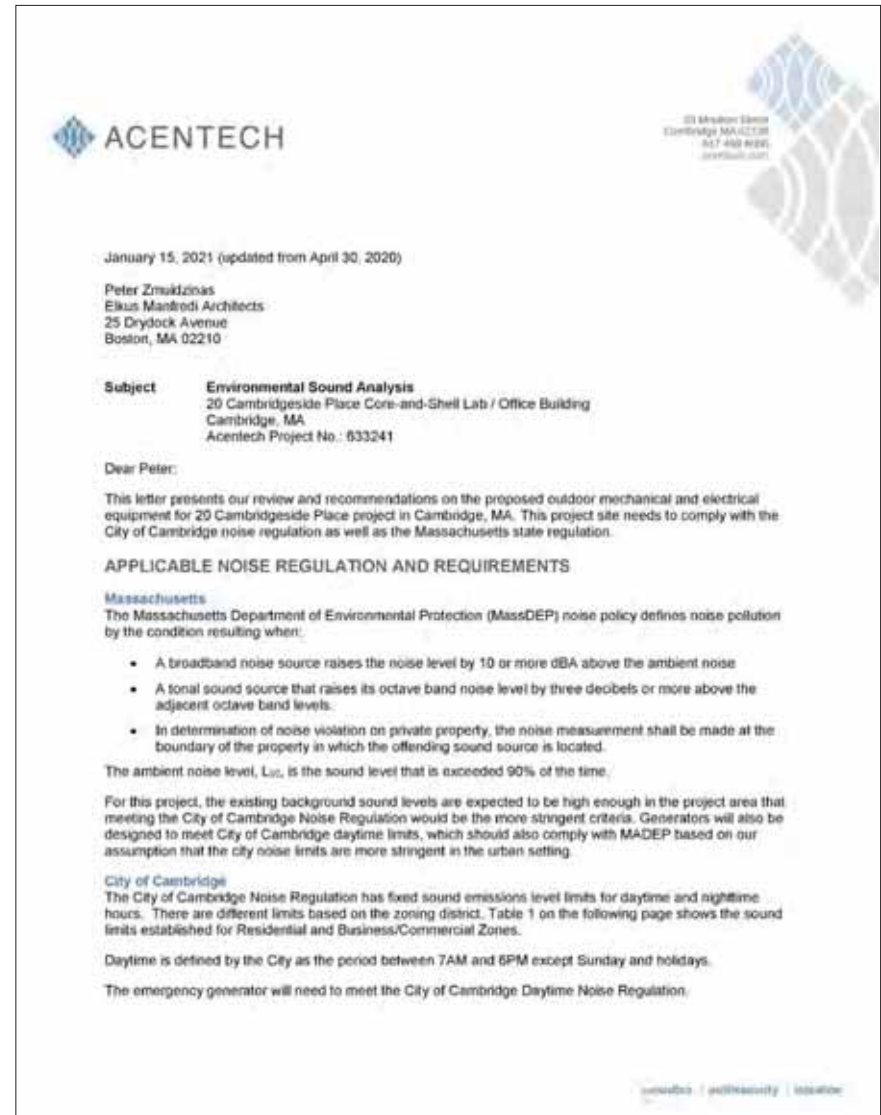 ACENTECH
33 Moulton Street
Cambridge MA 02138
617 499 8000
acentech.com
January 15, 2021 (updated from April 30, 2020)
Peter Zmuidzinas
Elkus Manfredi Architects
25 Drydock Avenue
Boston, MA 02210
Subject Environmental Sound Analysis
20 Cambridgeside Place Core-and-Shell Lab / Office Building
Cambridge, MA
Acentech Project No.: 633241
Dear Peter:
This letter presents our review and recommendations on the proposed outdoor mechanical and electrical
equipment for 20 Cambridgeside Place project in Cambridge, MA. This project site needs to comply with the
City of Cambridge noise regulation as well as the Massachusetts state regulation.
APPLICABLE NOISE REGULATION AND REQUIREMENTS
Massachusetts
The Massachusetts Department of Environmental Protection (MassDEP) noise policy defines noise pollution
by the condition resulting when:
• A broadband noise source raises the noise level by 10 or more dBA above the ambient noise
• A tonal sound source that raises its octave band noise level by three decibels or more above the
adjacent octave band levels.
• In determination of noise violation on private property, the noise measurement shall be made at the
boundary of the property in which the offending sound source is located.
The ambient noise level, L90, is the sound level that is exceeded 90% of the time.
For this project, the existing background sound levels are expected to be high enough in the project area that
meeting the City of Cambridge Noise Regulation would be the more stringent criteria. Generators will also be
designed to meet City of Cambridge daytime limits, which should also comply with MADEP based on our
assumption that the city noise limits are more stringent in the urban setting.
City of Cambridge
The City of Cambridge Noise Regulation has fixed sound emissions level limits for daytime and nighttime
hours. There are different limits based on the zoning district. Table 1 on the following page shows the sound
limits established for Residential and Business/Commercial Zones.
Daytime is defined by the City as the period between 7AM and 6PM except Sunday and holidays.
The emergency generator will need to meet the City of Cambridge Daytime Noise Regulation.